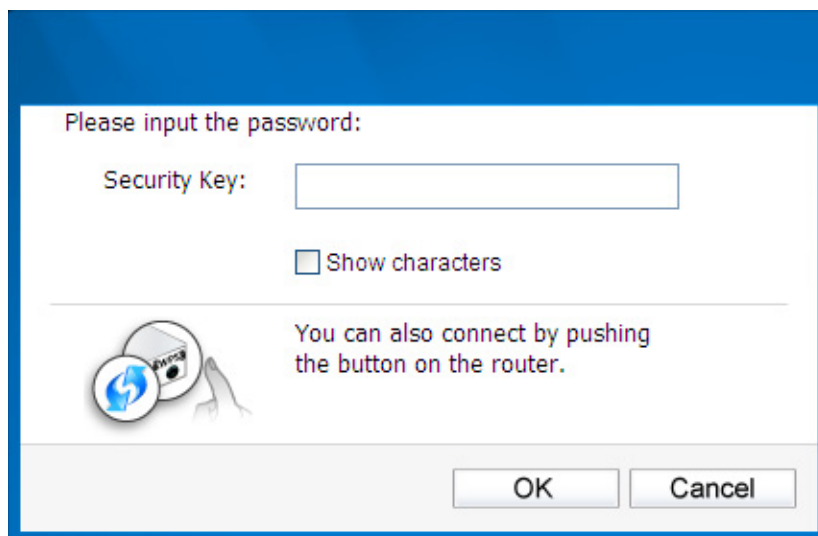 Please input the password:
Security Key:
Show characters
WPS
You can also connect by pushing
the button on the router.
OK
Cancel